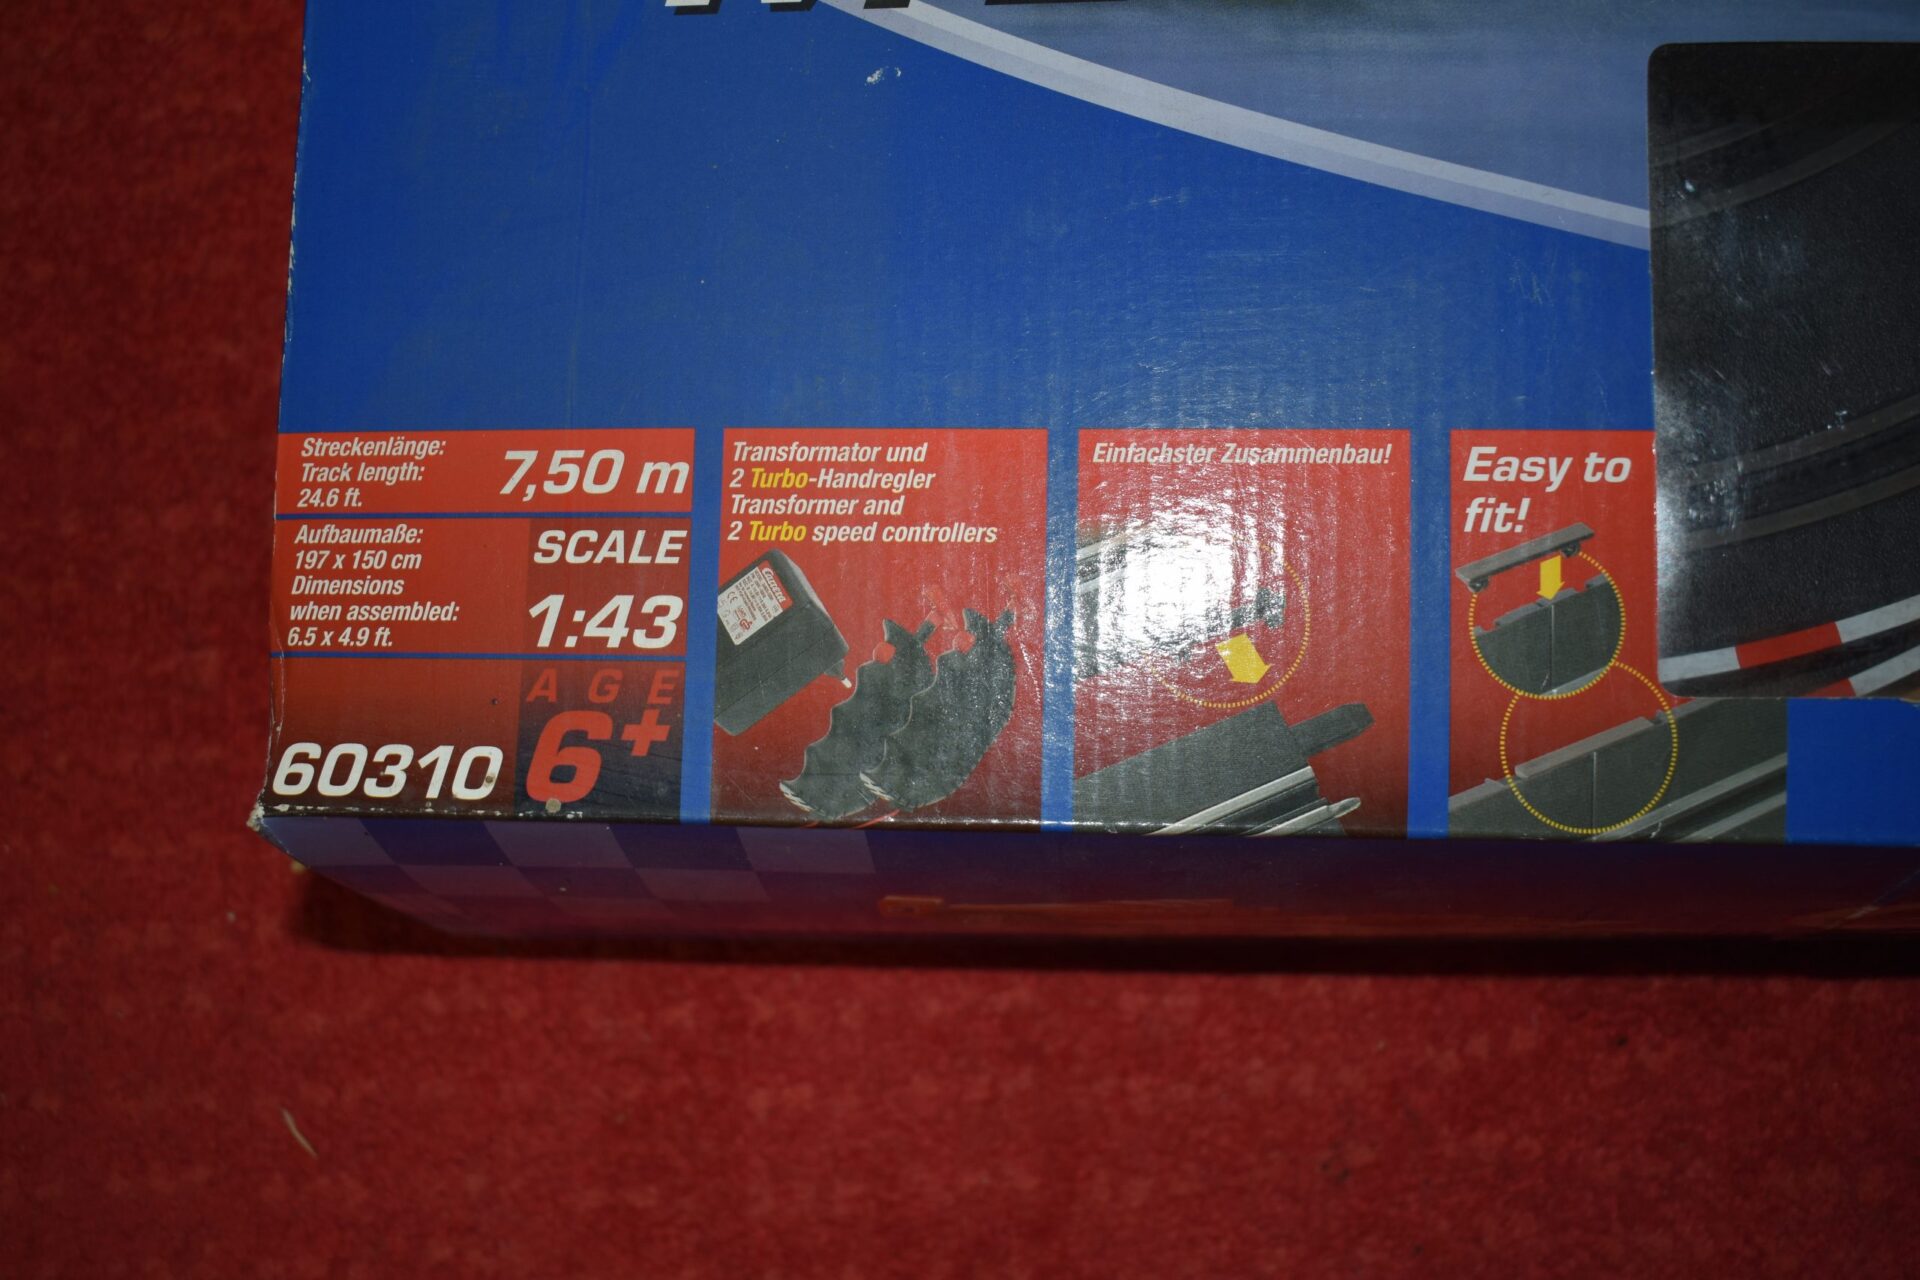 Streckenlänge:
Track length:
24.6 ft.
7,50 m
Aufbaumaße:
197 x 150 cm
Dimensions
when assembled:
6.5 x 4.9 ft.
SCALE
1:43
AGE
6+
60310
Transformator und
2 Turbo-Handregler
Transformer and
2 Turbo speed controllers
Carrera
Einfachster Zusammenbau!
Easy to
fit!